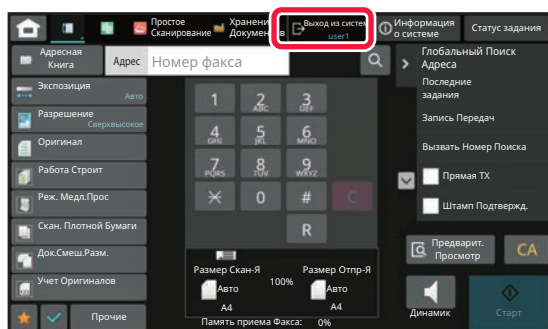 Простое
Сканирование
Хранени
Документ в
Выход из систем
user1
Информация
о системе
Статус задания
Адресная
Книга
Адрес
Номер факса
Глобальный Поиск
Адреса
Экспозиция
Авто
Последние
задания
Разрешение
Сверхвысокое
Запись Передач
Оригинал
Вызвать Номер Поиска
Работа Строит
Прямая TX
Реж. Медл.Прос
Штамп Подтвержд.
Скан. Плотной Бумаги
Док.Смеш.Разм.
Учет Оригиналов
Прочие
1
2
ABC
3
DEF
4
GHI
5
JKL
6
MNO
7
PQRS
8
TUV
9
WXYZ
0
#
C
R
Размер Скан-Я
Размер Отпр-Я
Авто
100%
Авто
A4
A4
Память приема Факса: 0%
Предварит.
Просмотр
CA
Динамик
Старт